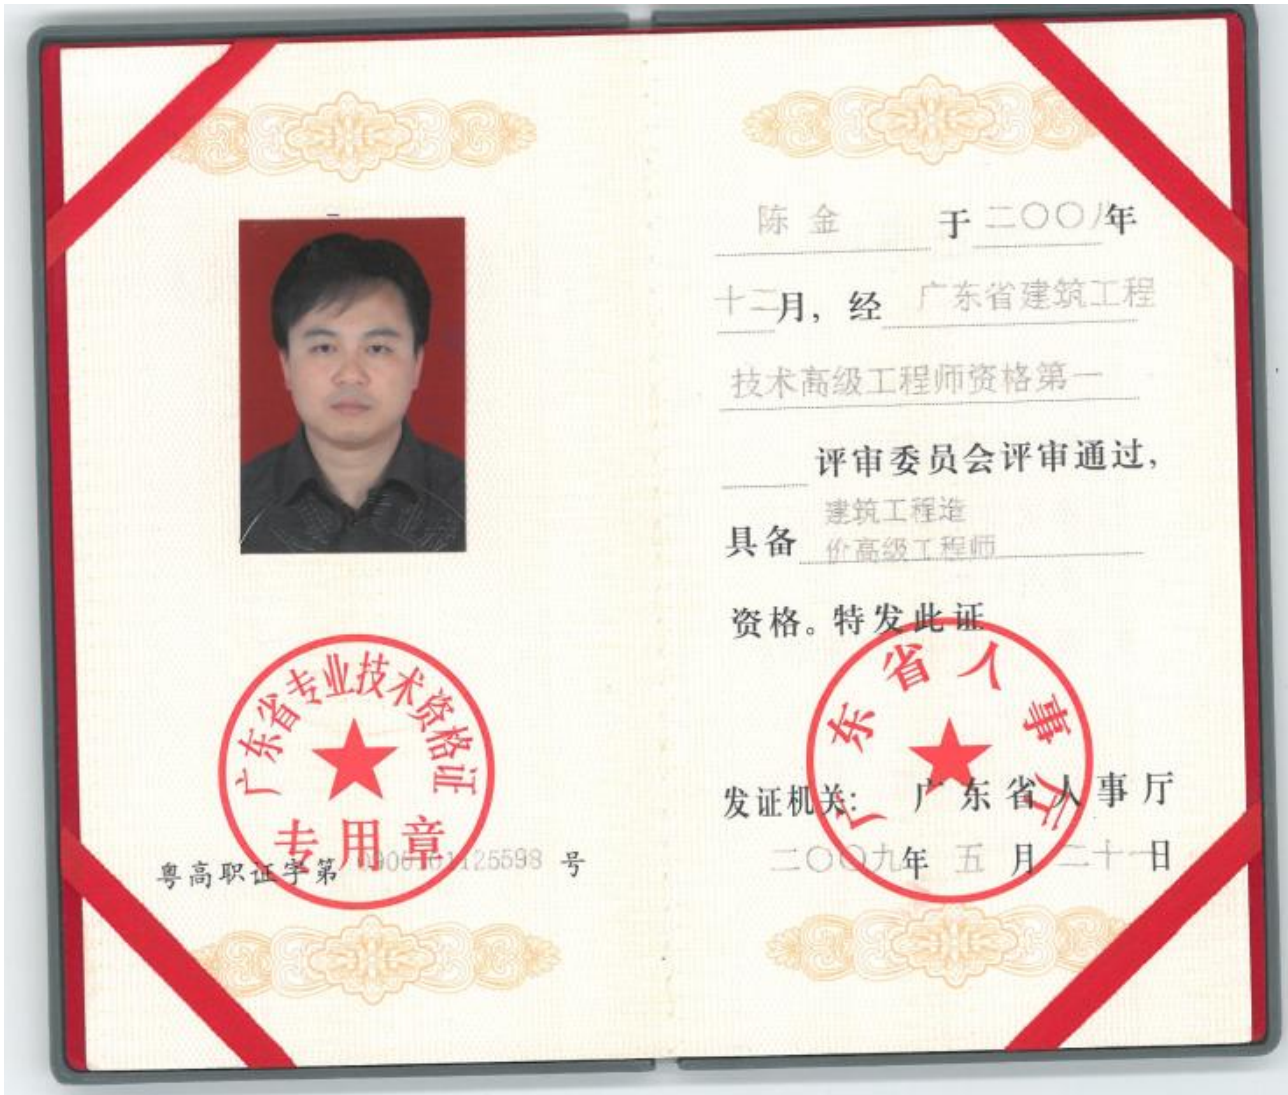 广东省专业技术资格证
专用章
粤高职证字第 0900101125598 号
陈金 于二〇〇八年
十二月，经 广东省建筑工程
技术高级工程师资格第一
评审委员会评审通过，
建筑工程造
具备 价高级工程师
资格。特发此证
广东省人事厅
发证机关： 广东省人事厅
二〇〇九年 五 月 二十一日